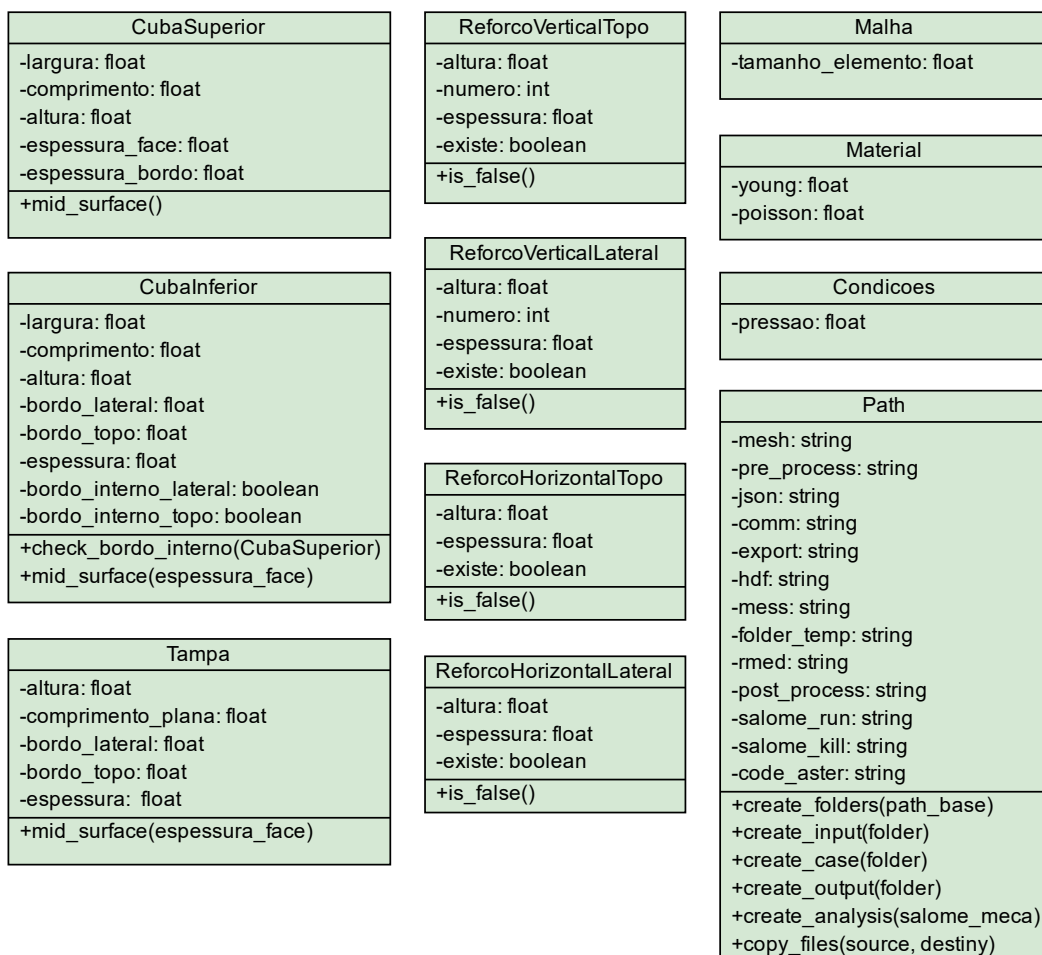 CubaSuperior
-largura: float
-comprimento: float
-altura: float
-espessura_face: float
-espessura_bordo: float
+mid_surface()
CubaInferior
-largura: float
-comprimento: float
-altura: float
-bordo_lateral: float
-bordo_topo: float
-espessura: float
-bordo_interno_lateral: boolean
-bordo_interno_topo: boolean
+check_bordo_interno(CubaSuperior)
+mid_surface(espessura_face)
Tampa
-altura: float
-comprimento_plana: float
-bordo_lateral: float
-bordo_topo: float
-espessura: float
+mid_surface(espessura_face)
ReforcoVerticalTopo
-altura: float
-numero: int
-espessura: float
-existe: boolean
+is_false()
ReforcoVerticalLateral
-altura: float
-numero: int
-espessura: float
-existe: boolean
+is_false()
ReforcoHorizontalTopo
-altura: float
-espessura: float
-existe: boolean
+is_false()
ReforcoHorizontalLateral
-altura: float
-espessura: float
-existe: boolean
+is_false()
Malha
-tamanho_elemento: float
Material
-young: float
-poisson: float
Condicoes
-pressao: float
Path
-mesh: string
-pre_process: string
-json: string
-comm: string
-export: string
-hdf: string
-mess: string
-folder_temp: string
-rmed: string
-post_process: string
-salome_run: string
-salome_kill: string
-code_aster: string
+create_folders(path_base)
+create_input(folder)
+create_case(folder)
+create_output(folder)
+create_analysis(salome_meca)
+copy_files(source, destiny)